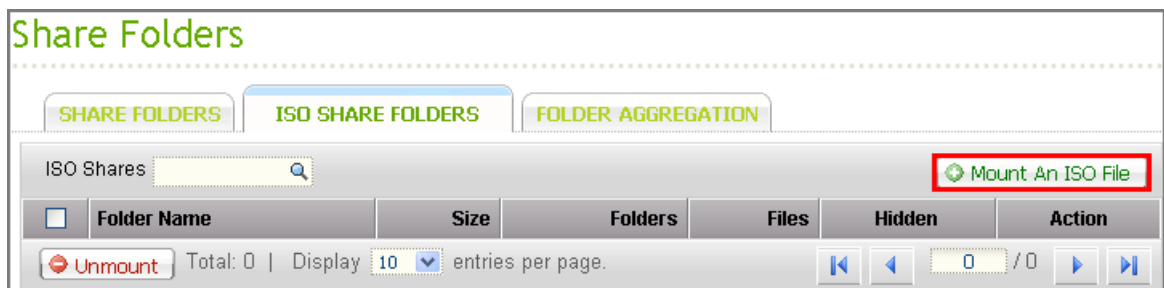 Share Folders
SHARE FOLDERS ISO SHARE FOLDERS FOLDER AGGREGATION
ISO Shares Mount An ISO File
Folder Name Size Folders Files Hidden Action
Unmount Total: 0 | Display 10 entries per page. 0 / 0